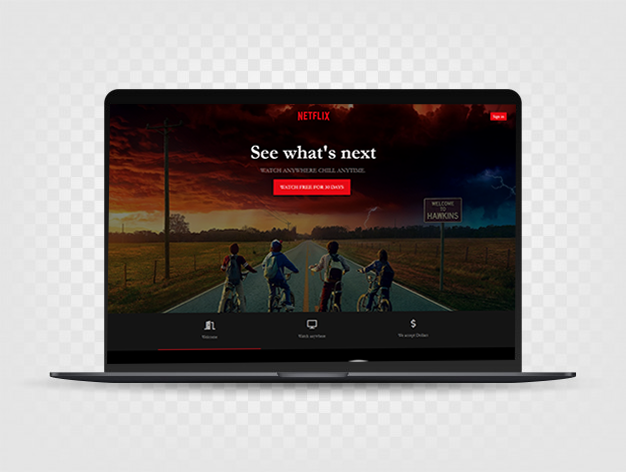 NETFLIX
Sign in
See what's next
WATCH ANYWHERE CHILL ANYTIME.
WATCH FREE FOR 30 DAYS
WELCOME
TO
HAWKINS
Welcome
Watch anywhere
We accept Dollars